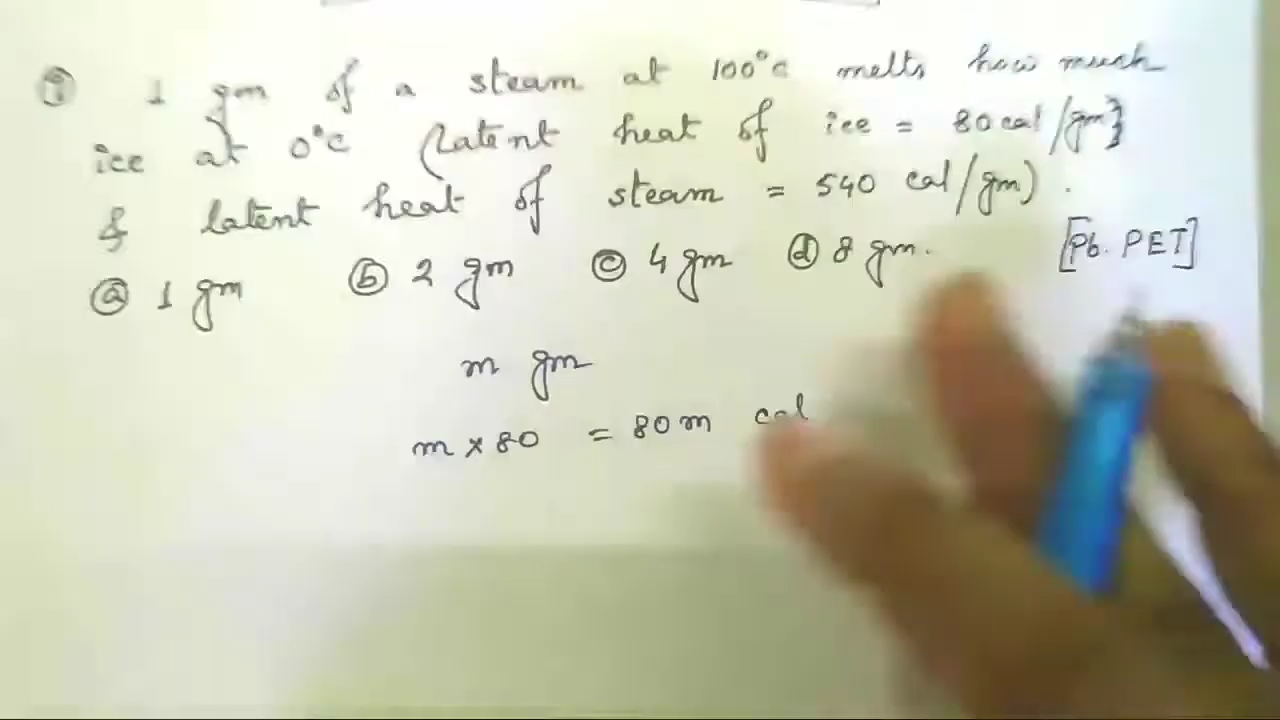 1 gm of a steam at 100°c melts how much
ice at 0°c (latent heat of ice = 80 cal/gm}
& latent heat of steam = 540 cal/gm).
[Pb. PET]
ⓐ 1 gm ⓑ 2 gm ⓒ 4 gm ⓓ 8 gm.
m gm
m × 80 = 80 m cal